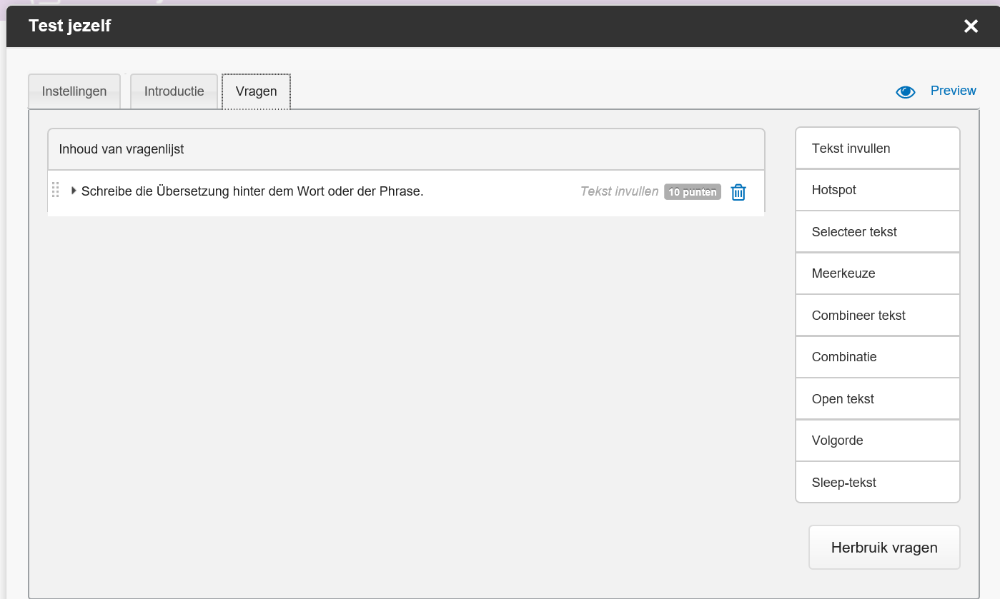 Test jezelf
Instellingen
Introductie
Vragen
Preview
Inhoud van vragenlijst
Schreibe die Übersetzung hinter dem Wort oder der Phrase. Tekst invullen 10 punten
Tekst invullen
Hotspot
Selecteer tekst
Meerkeuze
Combineer tekst
Combinatie
Open tekst
Volgorde
Sleep-tekst
Herbruik vragen